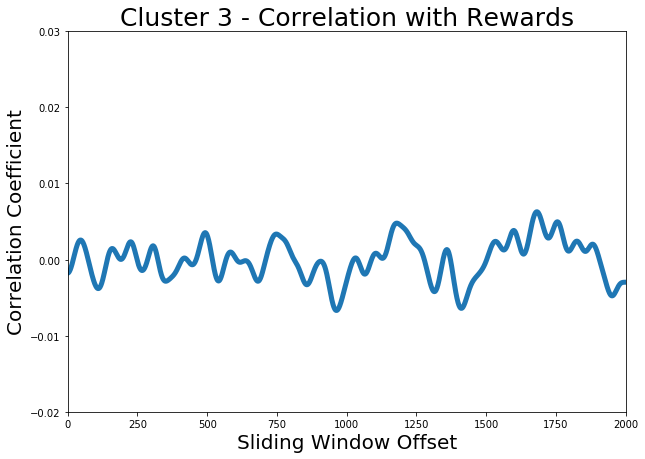 Cluster 3 - Correlation with Rewards
Correlation Coefficient
0.03
0.02
0.01
0.00
−0.01
−0.02
0 250 500 750 1000 1250 1500 1750 2000
Sliding Window Offset